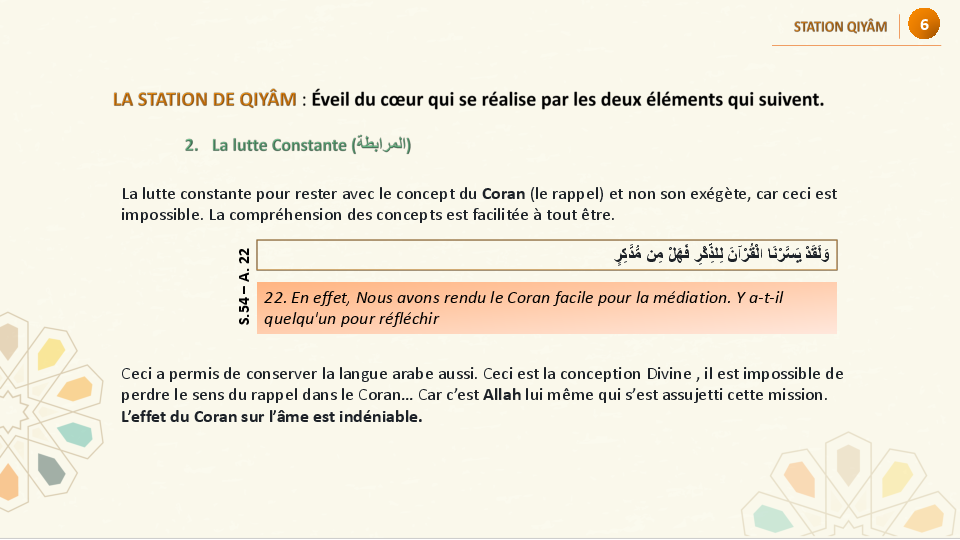 STATION QIYÂM
6
LA STATION DE QIYÂM : Éveil du cœur qui se réalise par les deux éléments qui suivent.
2. La lutte Constante (المرابطة)
La lutte constante pour rester avec le concept du Coran (le rappel) et non son exégète, car ceci est
impossible. La compréhension des concepts est facilitée à tout être.
S.54 – A. 22
وَلَقَدْ يَسَّرْنَا الْقُرْآنَ لِلذِّكْرِ فَهَلْ مِن مُّدَّكِرٍ
22. En effet, Nous avons rendu le Coran facile pour la médiation. Y a-t-il
quelqu'un pour réfléchir
Ceci a permis de conserver la langue arabe aussi. Ceci est la conception Divine , il est impossible de
perdre le sens du rappel dans le Coran... Car c’est Allah lui même qui s’est assujetti cette mission.
L’effet du Coran sur l’âme est indéniable.